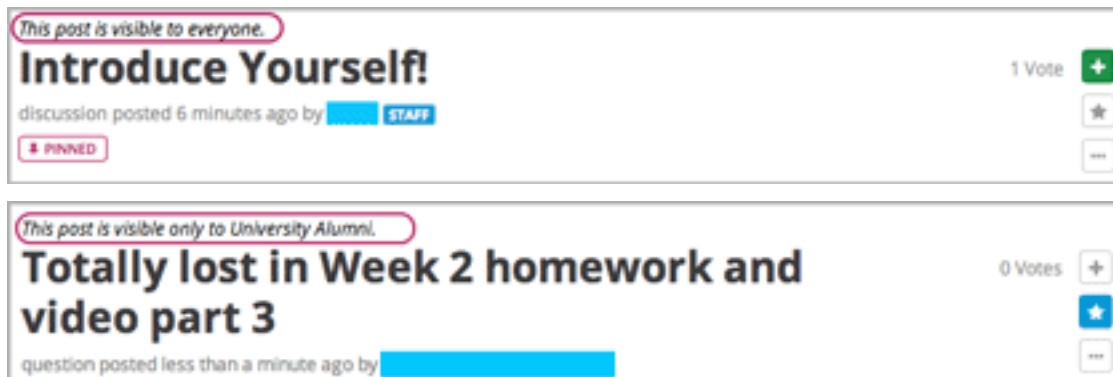 This post is visible to everyone.
Introduce Yourself!
1 Vote
discussion posted 6 minutes ago by STAFF
PINNED
This post is visible only to University Alumni.
Totally lost in Week 2 homework and
0 Votes
video part 3
question posted less than a minute ago by